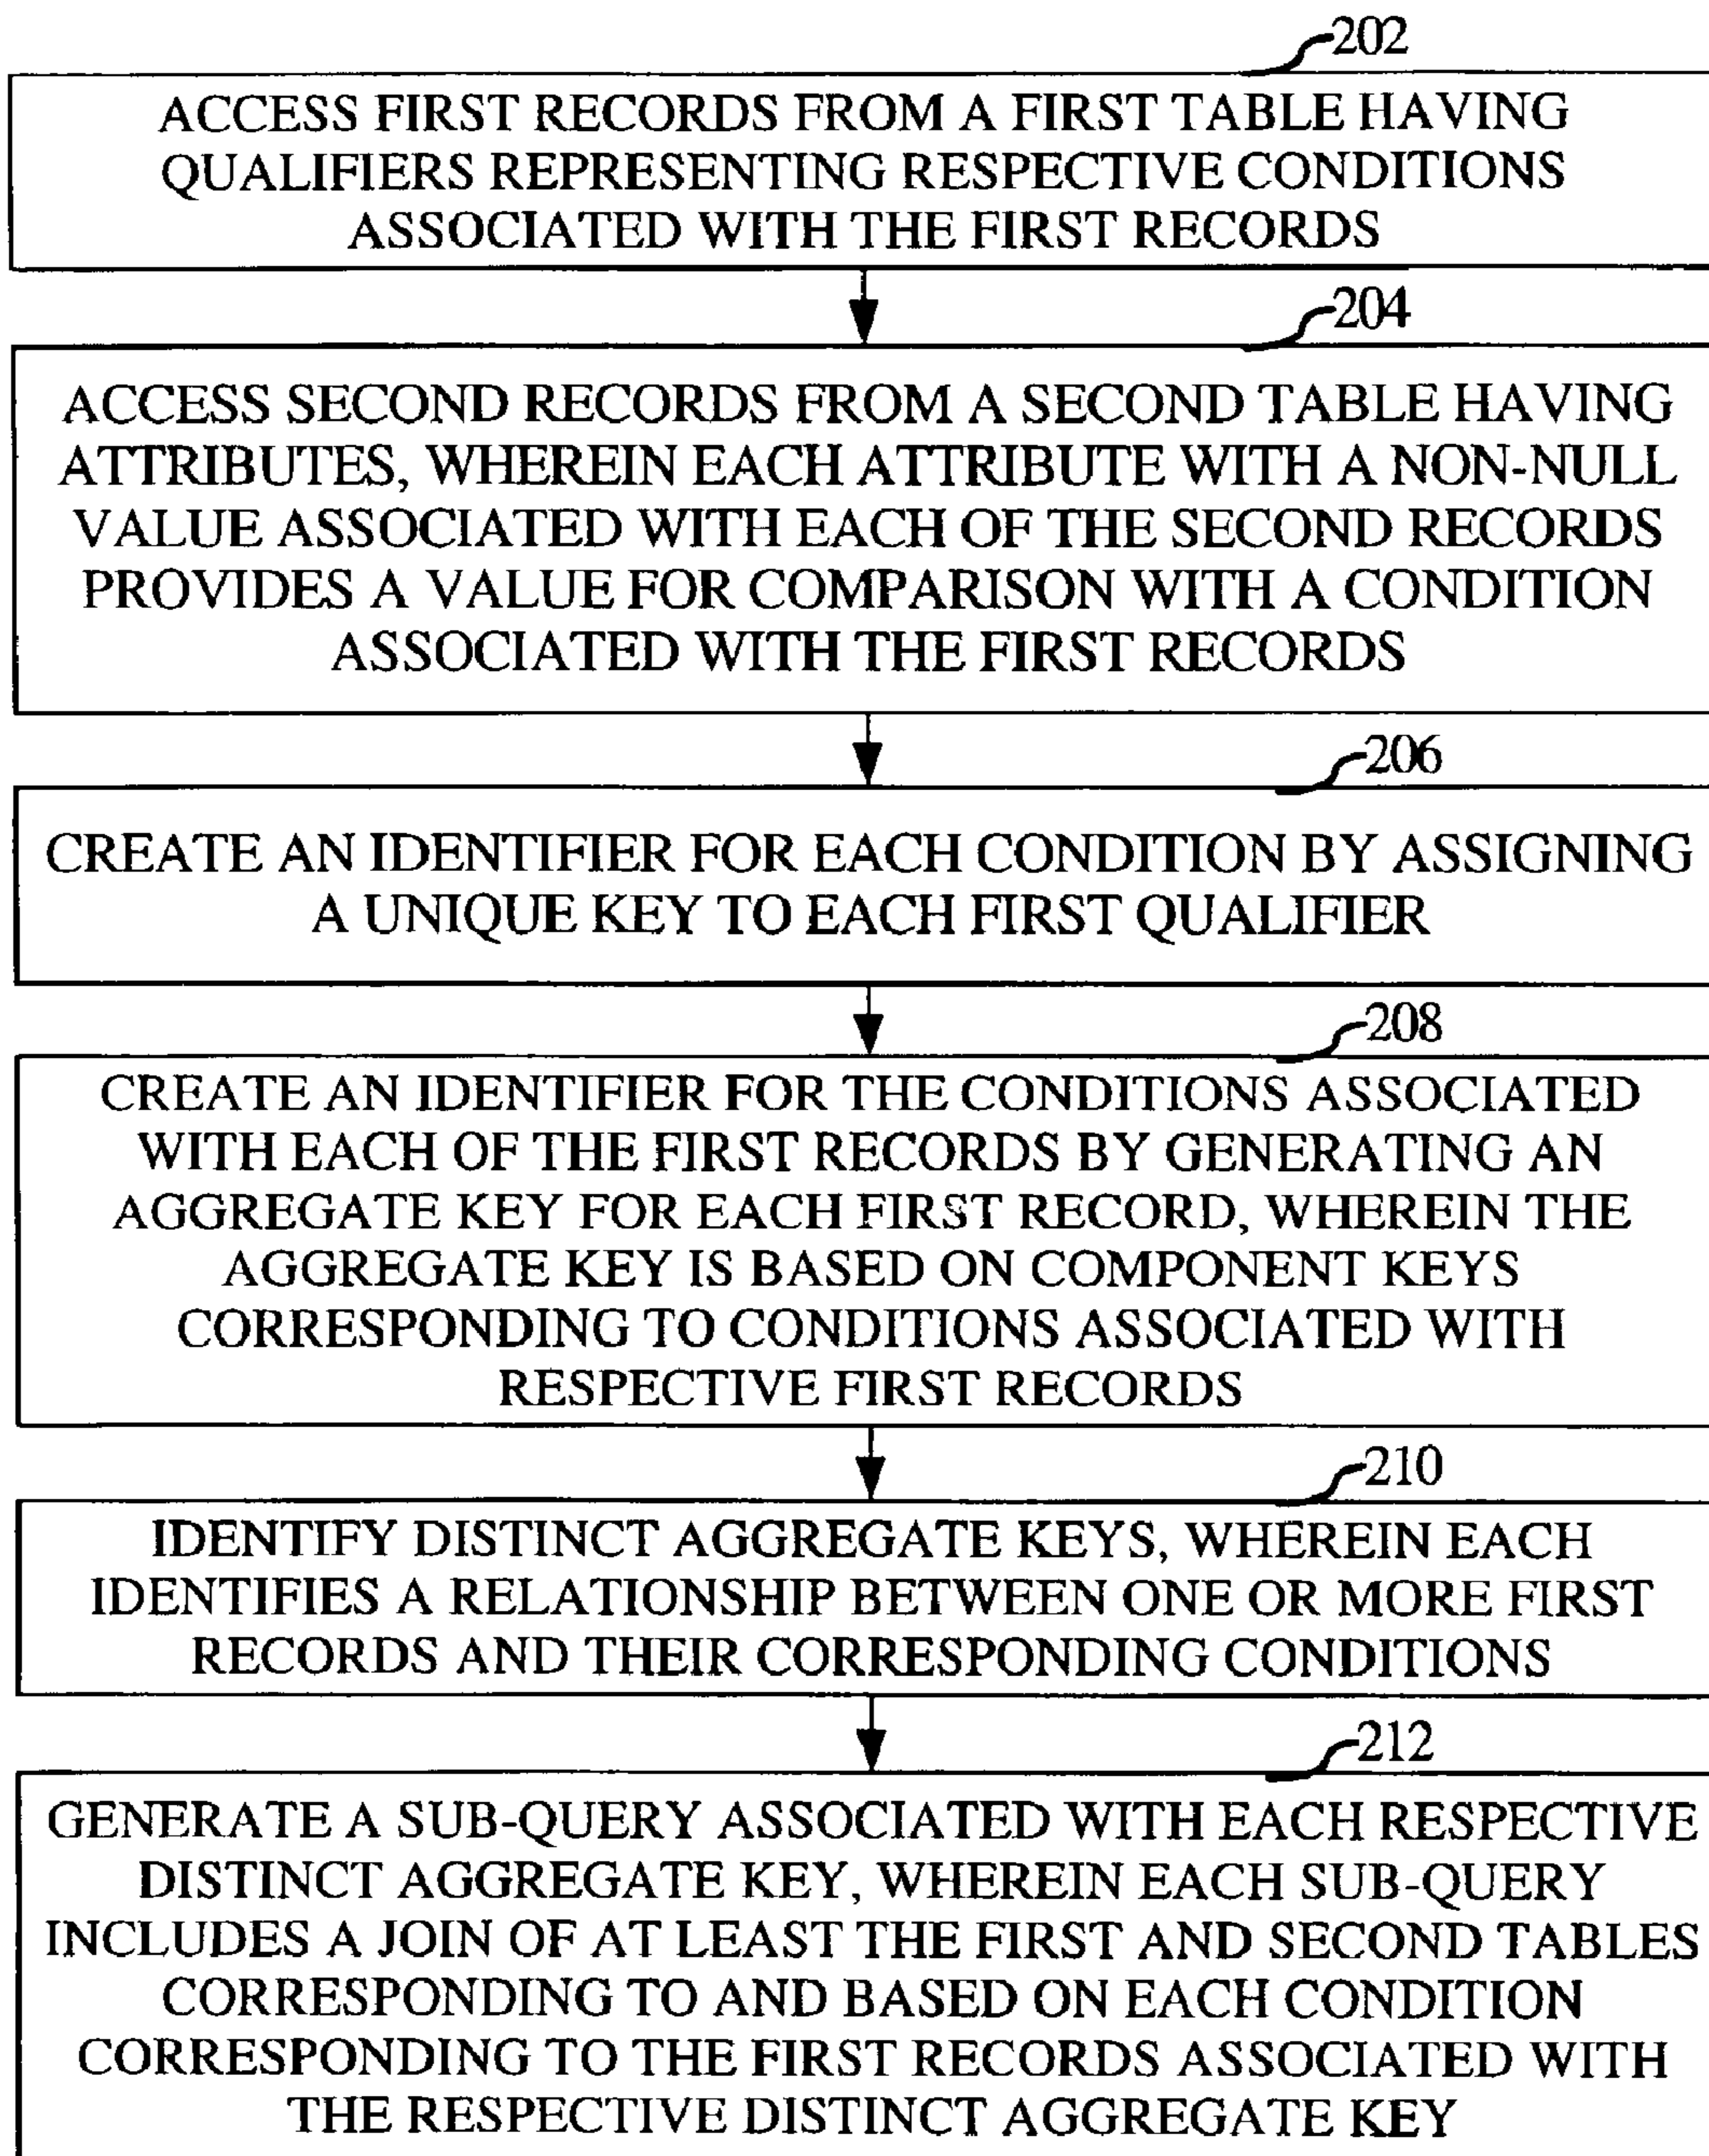 202
ACCESS FIRST RECORDS FROM A FIRST TABLE HAVING
QUALIFIERS REPRESENTING RESPECTIVE CONDITIONS
ASSOCIATED WITH THE FIRST RECORDS
204
ACCESS SECOND RECORDS FROM A SECOND TABLE HAVING
ATTRIBUTES, WHEREIN EACH ATTRIBUTE WITH A NON-NULL
VALUE ASSOCIATED WITH EACH OF THE SECOND RECORDS
PROVIDES A VALUE FOR COMPARISON WITH A CONDITION
ASSOCIATED WITH THE FIRST RECORDS
206
CREATE AN IDENTIFIER FOR EACH CONDITION BY ASSIGNING
A UNIQUE KEY TO EACH FIRST QUALIFIER
208
CREATE AN IDENTIFIER FOR THE CONDITIONS ASSOCIATED
WITH EACH OF THE FIRST RECORDS BY GENERATING AN
AGGREGATE KEY FOR EACH FIRST RECORD, WHEREIN THE
AGGREGATE KEY IS BASED ON COMPONENT KEYS
CORRESPONDING TO CONDITIONS ASSOCIATED WITH
RESPECTIVE FIRST RECORDS
210
IDENTIFY DISTINCT AGGREGATE KEYS, WHEREIN EACH
IDENTIFIES A RELATIONSHIP BETWEEN ONE OR MORE FIRST
RECORDS AND THEIR CORRESPONDING CONDITIONS
212
GENERATE A SUB-QUERY ASSOCIATED WITH EACH RESPECTIVE
DISTINCT AGGREGATE KEY, WHEREIN EACH SUB-QUERY
INCLUDES A JOIN OF AT LEAST THE FIRST AND SECOND TABLES
CORRESPONDING TO AND BASED ON EACH CONDITION
CORRESPONDING TO THE FIRST RECORDS ASSOCIATED WITH
THE RESPECTIVE DISTINCT AGGREGATE KEY